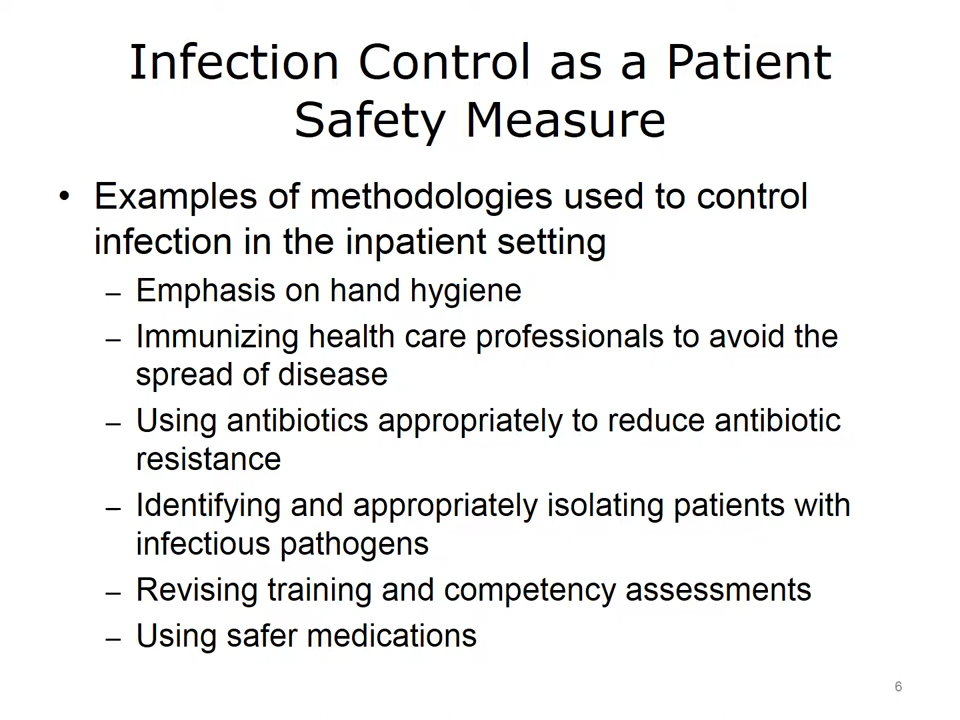 Infection Control as a Patient
Safety Measure
• Examples of methodologies used to control
infection in the inpatient setting
– Emphasis on hand hygiene
– Immunizing health care professionals to avoid the
spread of disease
– Using antibiotics appropriately to reduce antibiotic
resistance
– Identifying and appropriately isolating patients with
infectious pathogens
– Revising training and competency assessments
– Using safer medications
6